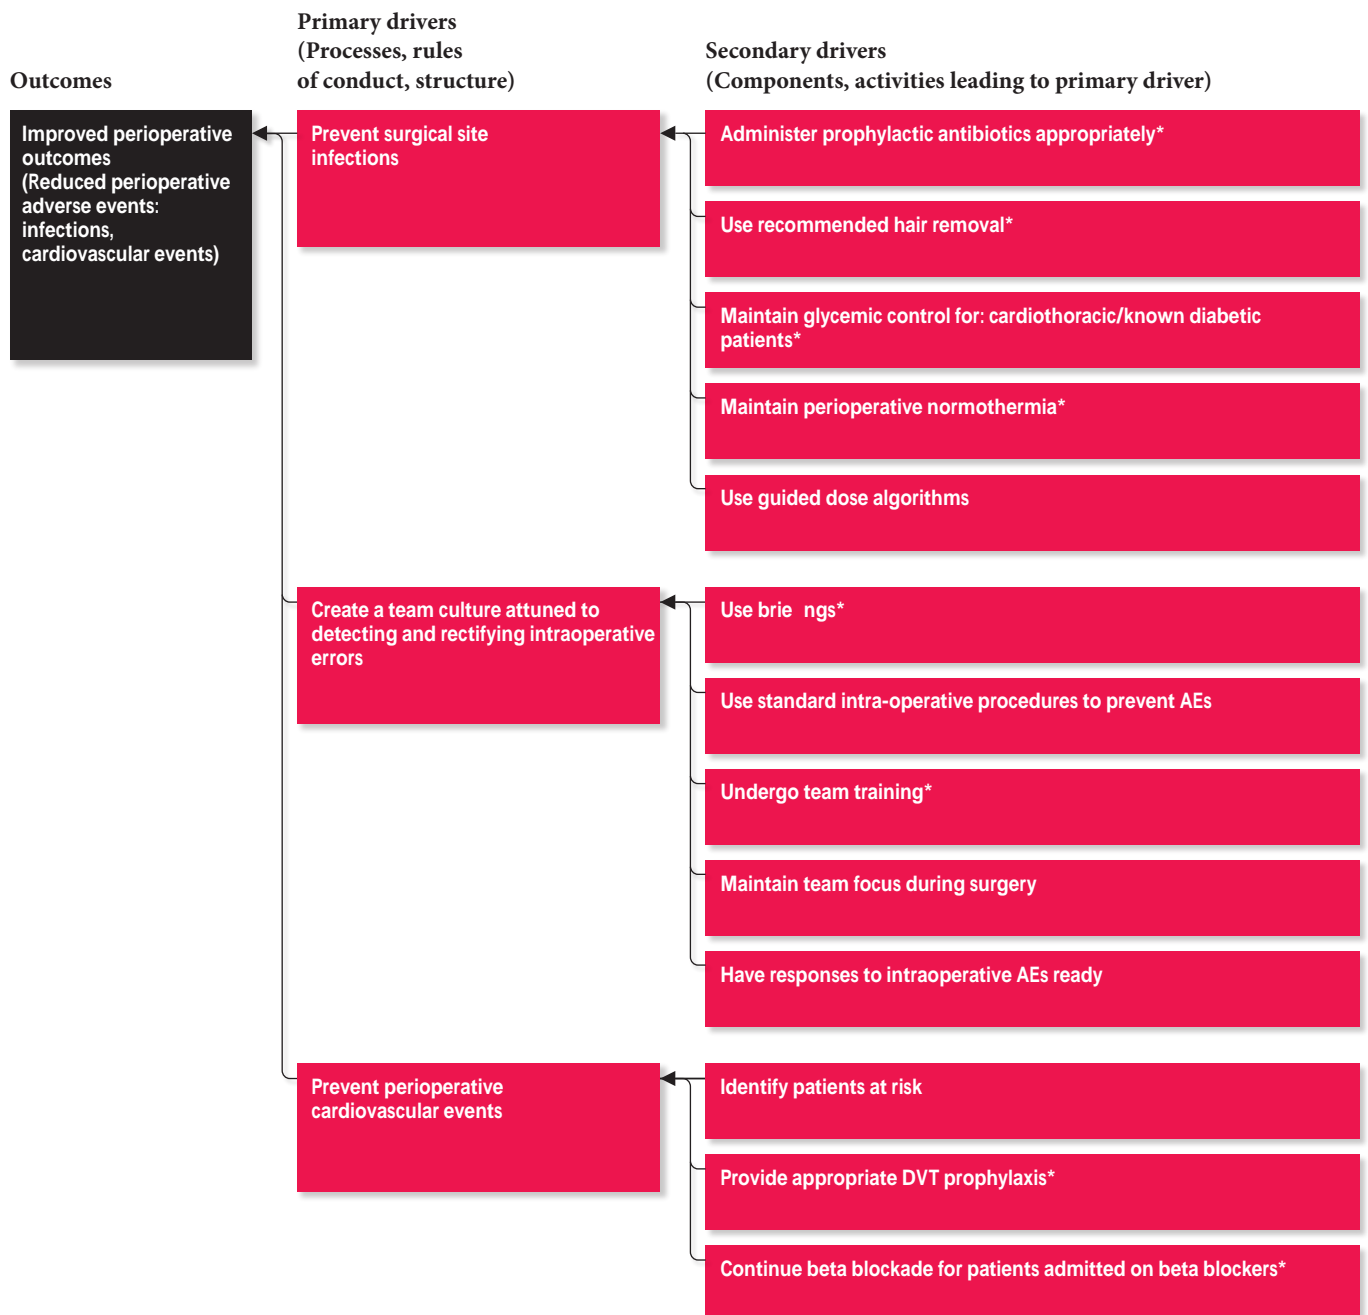 Outcomes
Primary drivers
(Processes, rules
of conduct, structure)
Secondary drivers
(Components, activities leading to primary driver)
Improved perioperative
outcomes
(Reduced perioperative
adverse events:
infections,
cardiovascular events)
Prevent surgical site
infections
Administer prophylactic antibiotics appropriately*
Use recommended hair removal*
Maintain glycemic control for: cardiothoracic/known diabetic
patients*
Maintain perioperative normothermia*
Use guided dose algorithms
Create a team culture attuned to
detecting and rectifying intraoperative
errors
Use brie ngs*
Use standard intra-operative procedures to prevent AEs
Undergo team training*
Maintain team focus during surgery
Have responses to intraoperative AEs ready
Prevent perioperative
cardiovascular events
Identify patients at risk
Provide appropriate DVT prophylaxis*
Continue beta blockade for patients admitted on beta blockers*